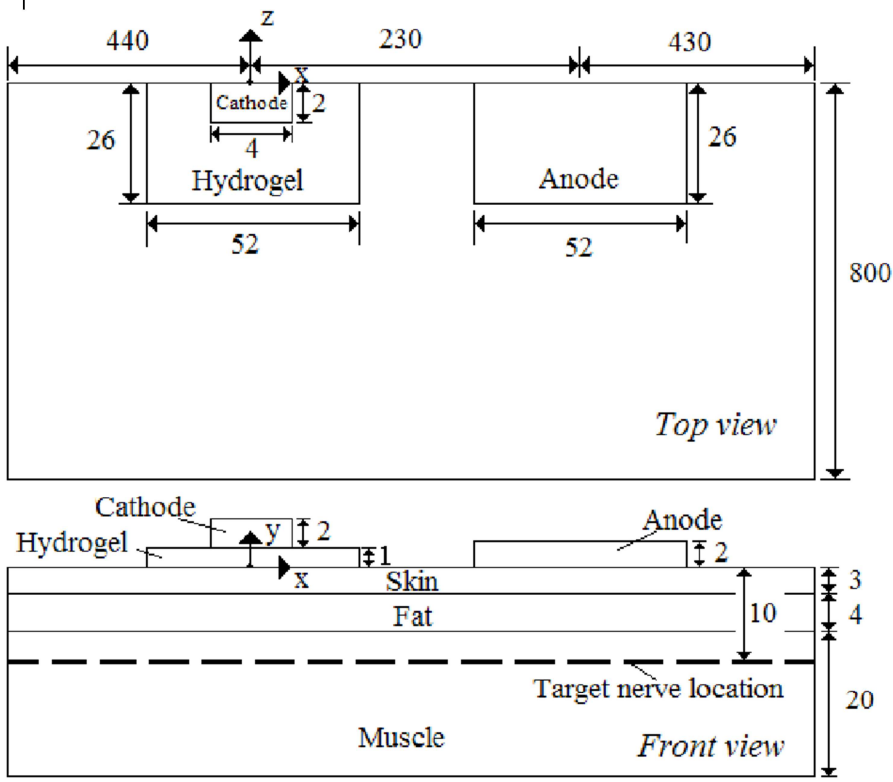 z
440 230 430
x
Cathode 2
26 4 26
Hydrogel Anode
52 52
800
Top view
Cathode y 2 Anode
Hydrogel 1 2
x Skin 3
Fat 10 4
Target nerve location
20
Muscle Front view